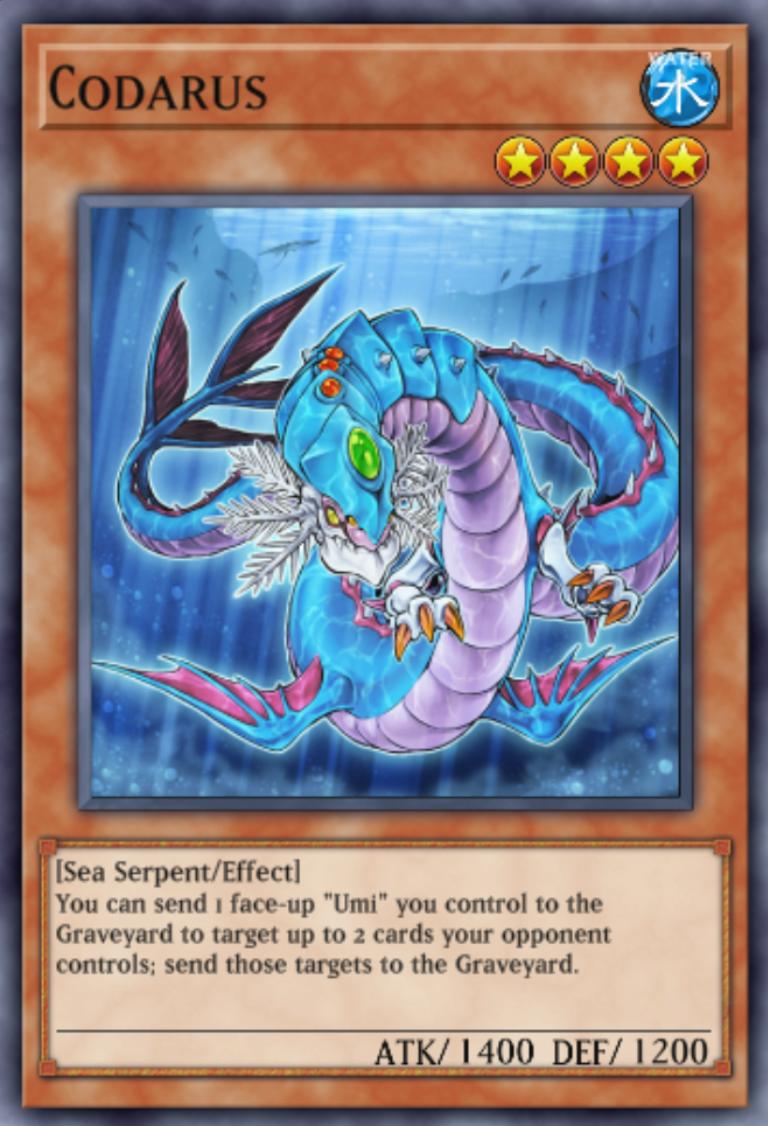 CODARUS
WATER
水
[Sea Serpent/Effect]
You can send 1 face-up "Umi" you control to the
Graveyard to target up to 2 cards your opponent
controls; send those targets to the Graveyard.
ATK/ 1400 DEF/ 1200